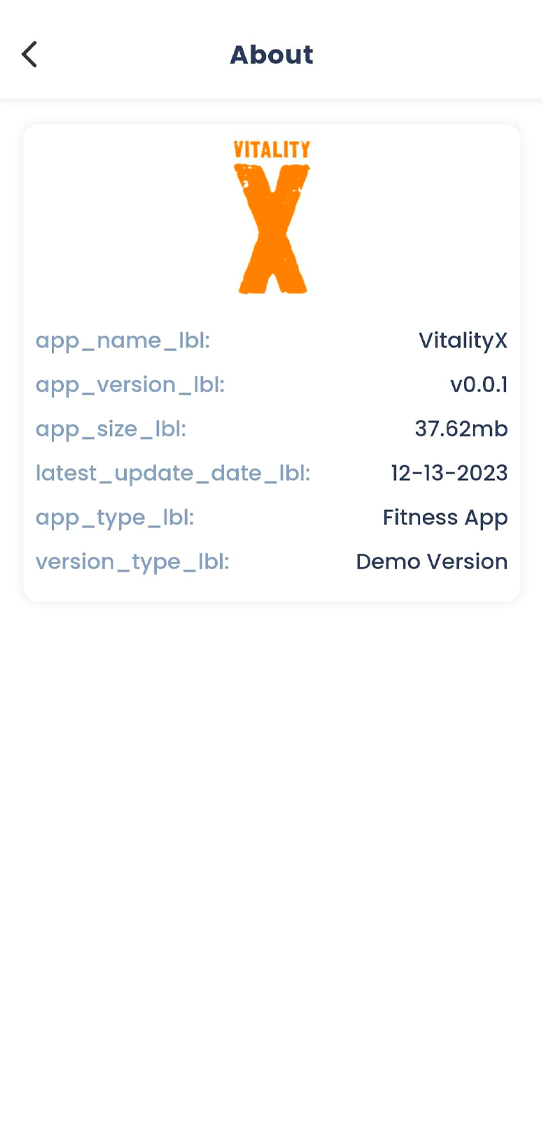 About
VITALITY
X
app_name_lbl: VitalityX
app_version_lbl: v0.0.1
app_size_lbl: 37.62mb
latest_update_date_lbl: 12-13-2023
app_type_lbl: Fitness App
version_type_lbl: Demo Version